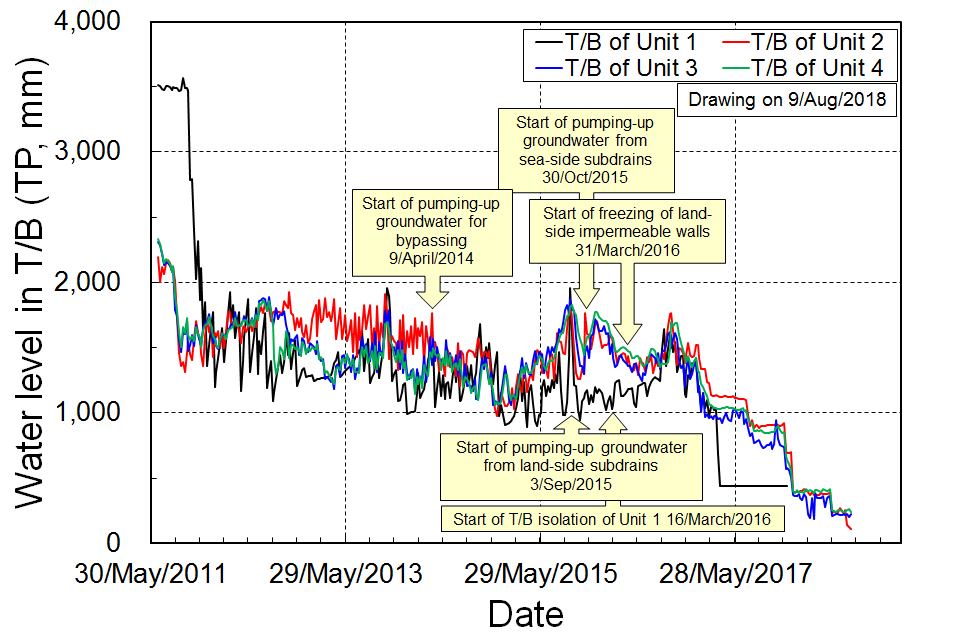 4,000
3,000
2,000
1,000
0
Water level in T/B (TP, mm)
T/B of Unit 1
T/B of Unit 2
T/B of Unit 3
T/B of Unit 4
Drawing on 9/Aug/2018
Start of pumping-up
groundwater from
sea-side subdrains
30/Oct/2015
Start of pumping-up
groundwater for
bypassing
9/April/2014
Start of freezing of land-
side impermeable walls
31/March/2016
Start of pumping-up groundwater
from land-side subdrains
3/Sep/2015
Start of T/B isolation of Unit 1 16/March/2016
30/May/2011
29/May/2013
29/May/2015
28/May/2017
Date